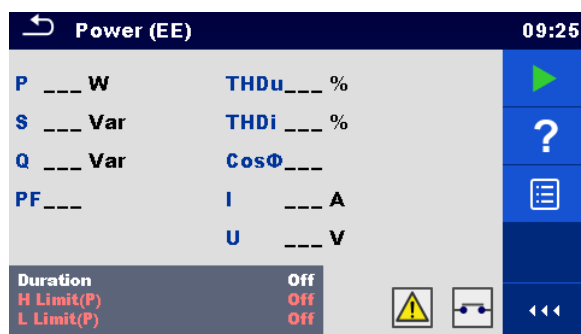 Power (EE) 09:25
P ___ W THDu___ %
S ___ Var THDi ___ %
Q ___ Var CosΦ___
PF___ I ___ A
U ___ V
Duration Off
H Limit(P) Off
L Limit(P) Off
?